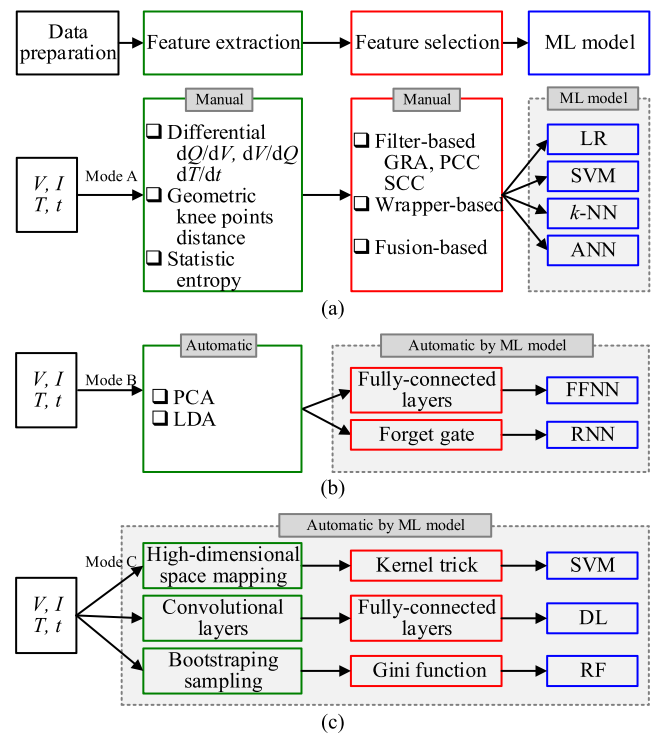 Data
preparation
Feature extraction
Feature selection
ML model
Manual
Manual
ML model
V, I
T, t
Mode A
❑ Differential
dQ/dV, dV/dQ
dT/dt
❑ Geometric
knee points
distance
❑ Statistic
entropy
❑ Filter-based
GRA, PCC
SCC
❑ Wrapper-based
❑ Fusion-based
LR
SVM
k-NN
ANN
(a)
Automatic
Automatic by ML model
V, I
T, t
Mode B
❑ PCA
❑ LDA
Fully-connected
layers
FFNN
Forget gate
RNN
(b)
Automatic by ML model
V, I
T, t
Mode C
High-dimensional
space mapping
Kernel trick
SVM
Convolutional
layers
Fully-connected
layers
DL
Bootstraping
sampling
Gini function
RF
(c)